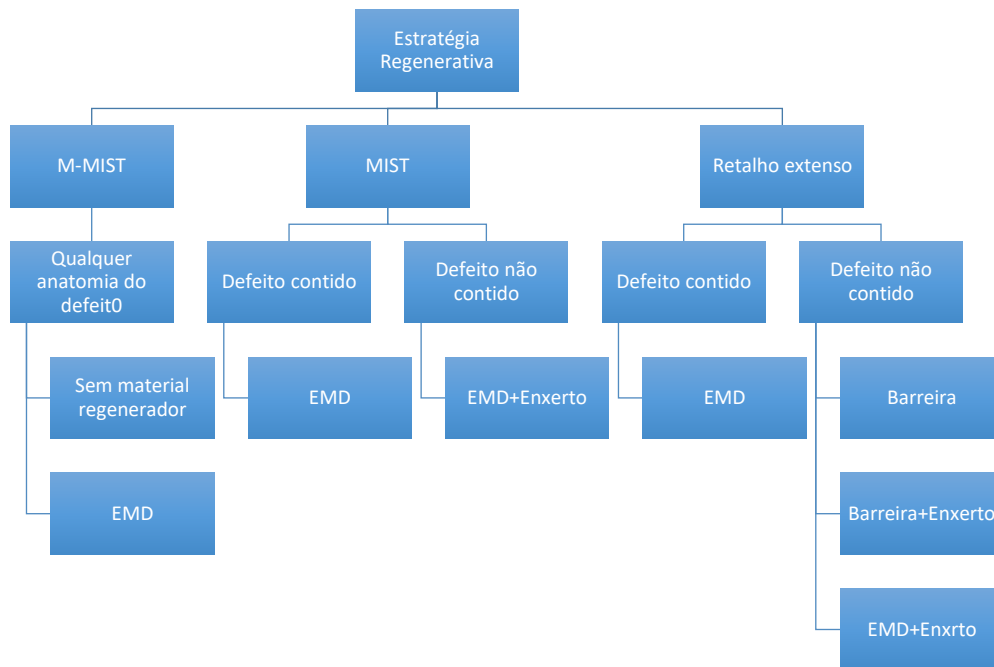 Estratégia
Regenerativa
M-MIST
MIST
Retalho extenso
Qualquer
anatomia do
defeit0
Defeito contido
Defeito não
contido
Defeito contido
Defeito não
contido
Sem material
regenerador
EMD
EMD+Enxerto
EMD
Barreira
EMD
Barreira+Enxerto
EMD+Enxrto